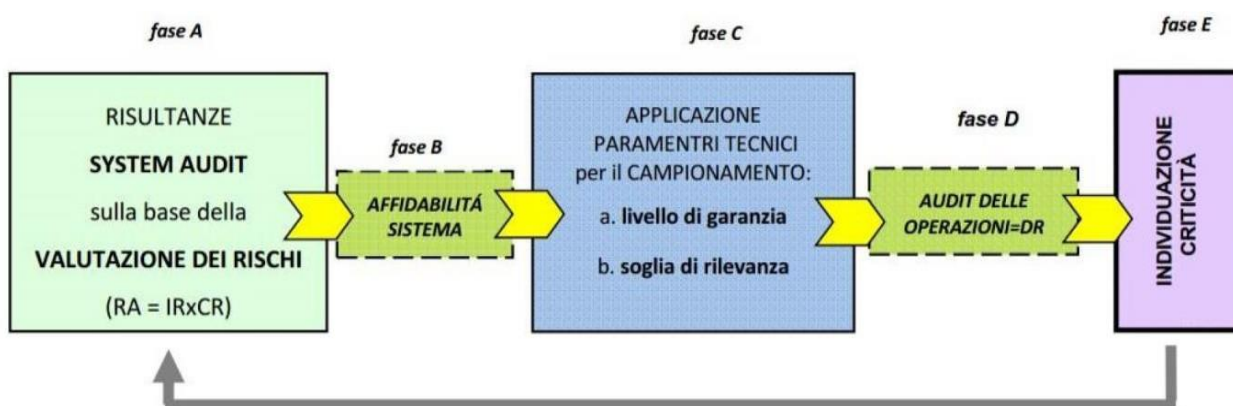 fase A
RISULTANZE
SYSTEM AUDIT
sulla base della
VALUTAZIONE DEI RISCHI
(RA = IRxCR)
fase B
AFFIDABILITÁ
SISTEMA
fase C
APPLICAZIONE
PARAMENTRI TECNICI
per il CAMPIONAMENTO:
a. livello di garanzia
b. soglia di rilevanza
fase D
AUDIT DELLE
OPERAZIONI=DR
fase E
INDIVIDUAZIONE
CRITICITÀ